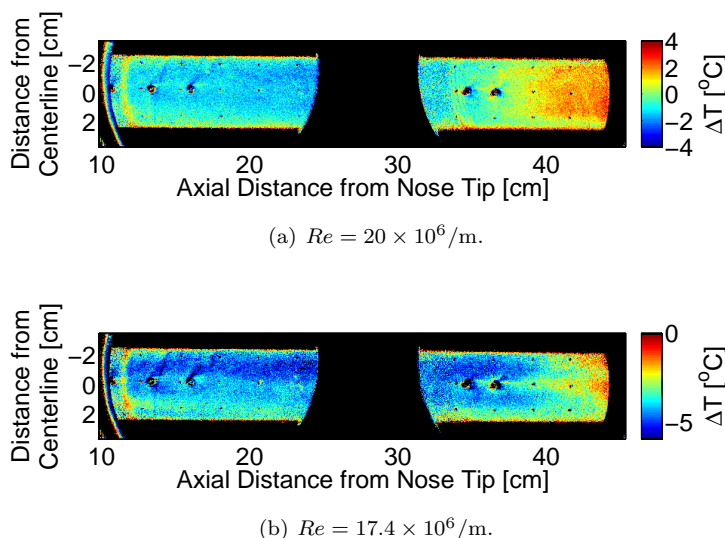 Distance from
Centerline [cm]
−2
0
2
10
20
30
40
Axial Distance from Nose Tip [cm]
4
2
0
−2
−4
ΔT [°C]
(a) Re = 20 × 10⁶/m.
Distance from
Centerline [cm]
−2
0
2
10
20
30
40
Axial Distance from Nose Tip [cm]
0
−5
ΔT [°C]
(b) Re = 17.4 × 10⁶/m.